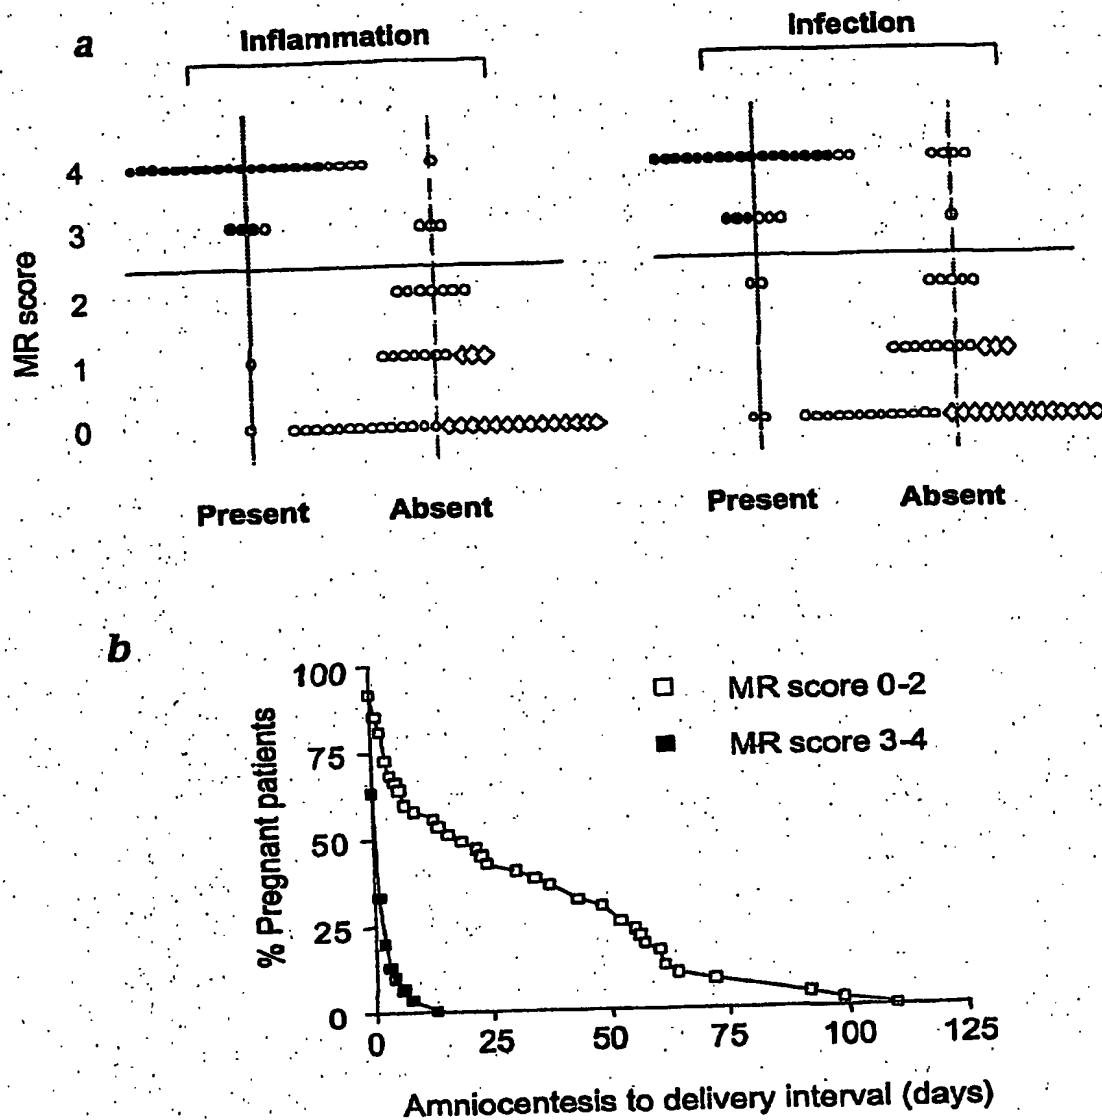 a
Inflammation
Infection
MR score
4
3
2
1
0
Present
Absent
Present
Absent
b
% Pregnant patients
100
75
50
25
0
MR score 0-2
MR score 3-4
0
25
50
75
100
125
Amniocentesis to delivery interval (days)